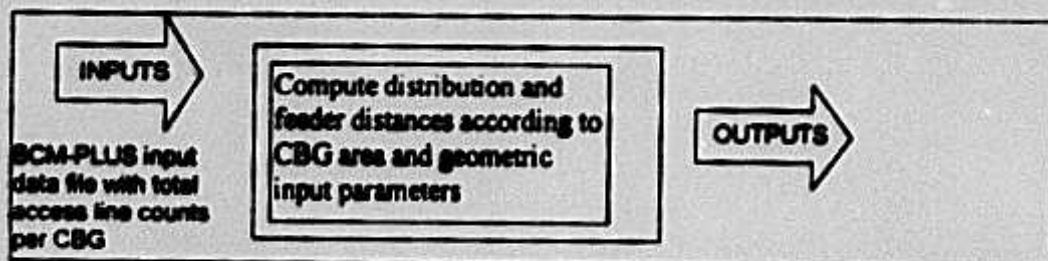 INPUTS
BCM-PLUS input
data file with total
access line counts
per CBG
Compute distribution and
feeder distances according to
CBG area and geometric
input parameters
OUTPUTS